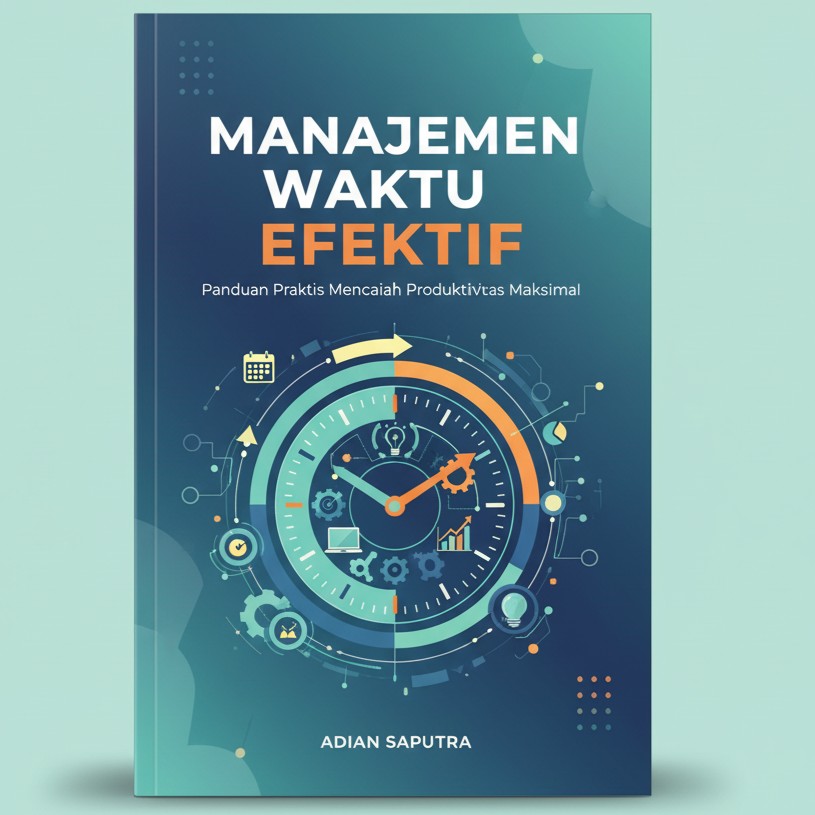 MANAJEMEN
WAKTU
EFEKTIF
Panduan Praktis Mencaiah Produktivtas Maksimal
ADIAN SAPUTRA